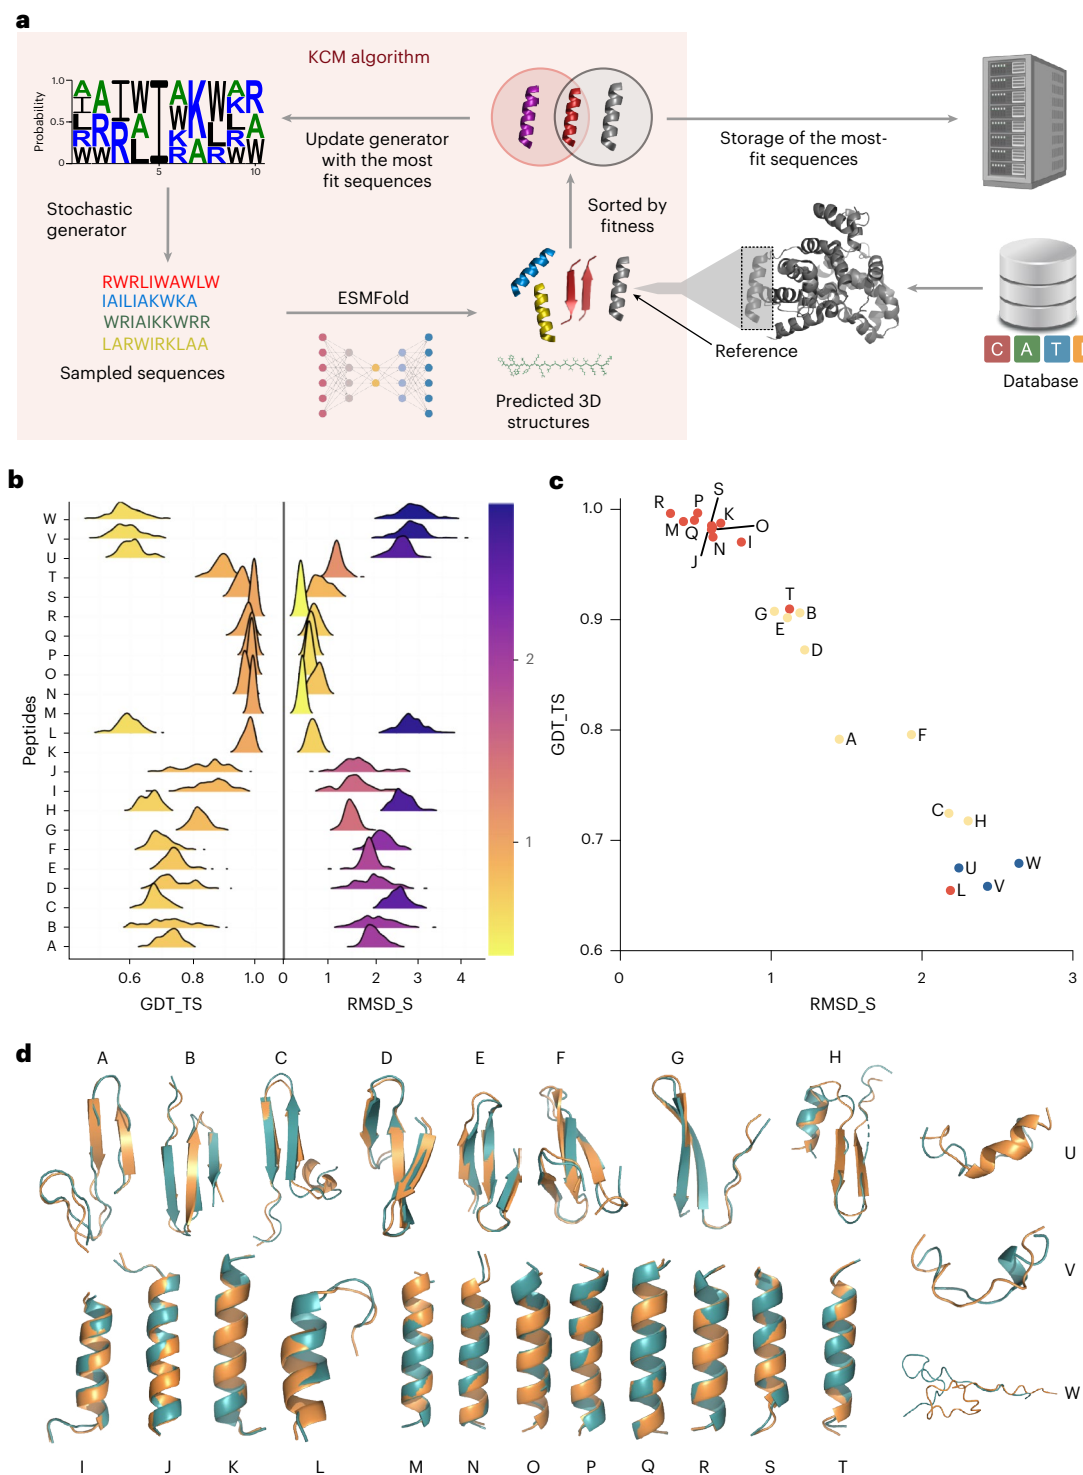 a
KCM algorithm
Probability
1.0
0.5
0
5
10
Update generator
with the most
fit sequences
Storage of the most-
fit sequences
Stochastic
generator
Sorted by
fitness
RWRLIWAWLW
IAILIAKWKA
WRIAIKKWRR
LARWIRKLAA
Sampled sequences
ESMFold
Predicted 3D
structures
Reference
C A T
Database
b
Peptides
W
V
U
T
S
R
Q
P
O
N
M
L
K
J
I
H
G
F
E
D
C
B
A
0.6 0.8 1.0 0 1 2 3 4
GDT_TS RMSD_S
2
1
c
GDT_TS
1.0
0.9
0.8
0.7
0.6
0 1 2 3
RMSD_S
R P S K O
M Q N I
J
T
G B
E
D
A F
C H
U W
L V
d
A B C D E F G H
U
V
W
I J K L M N O P Q R S T